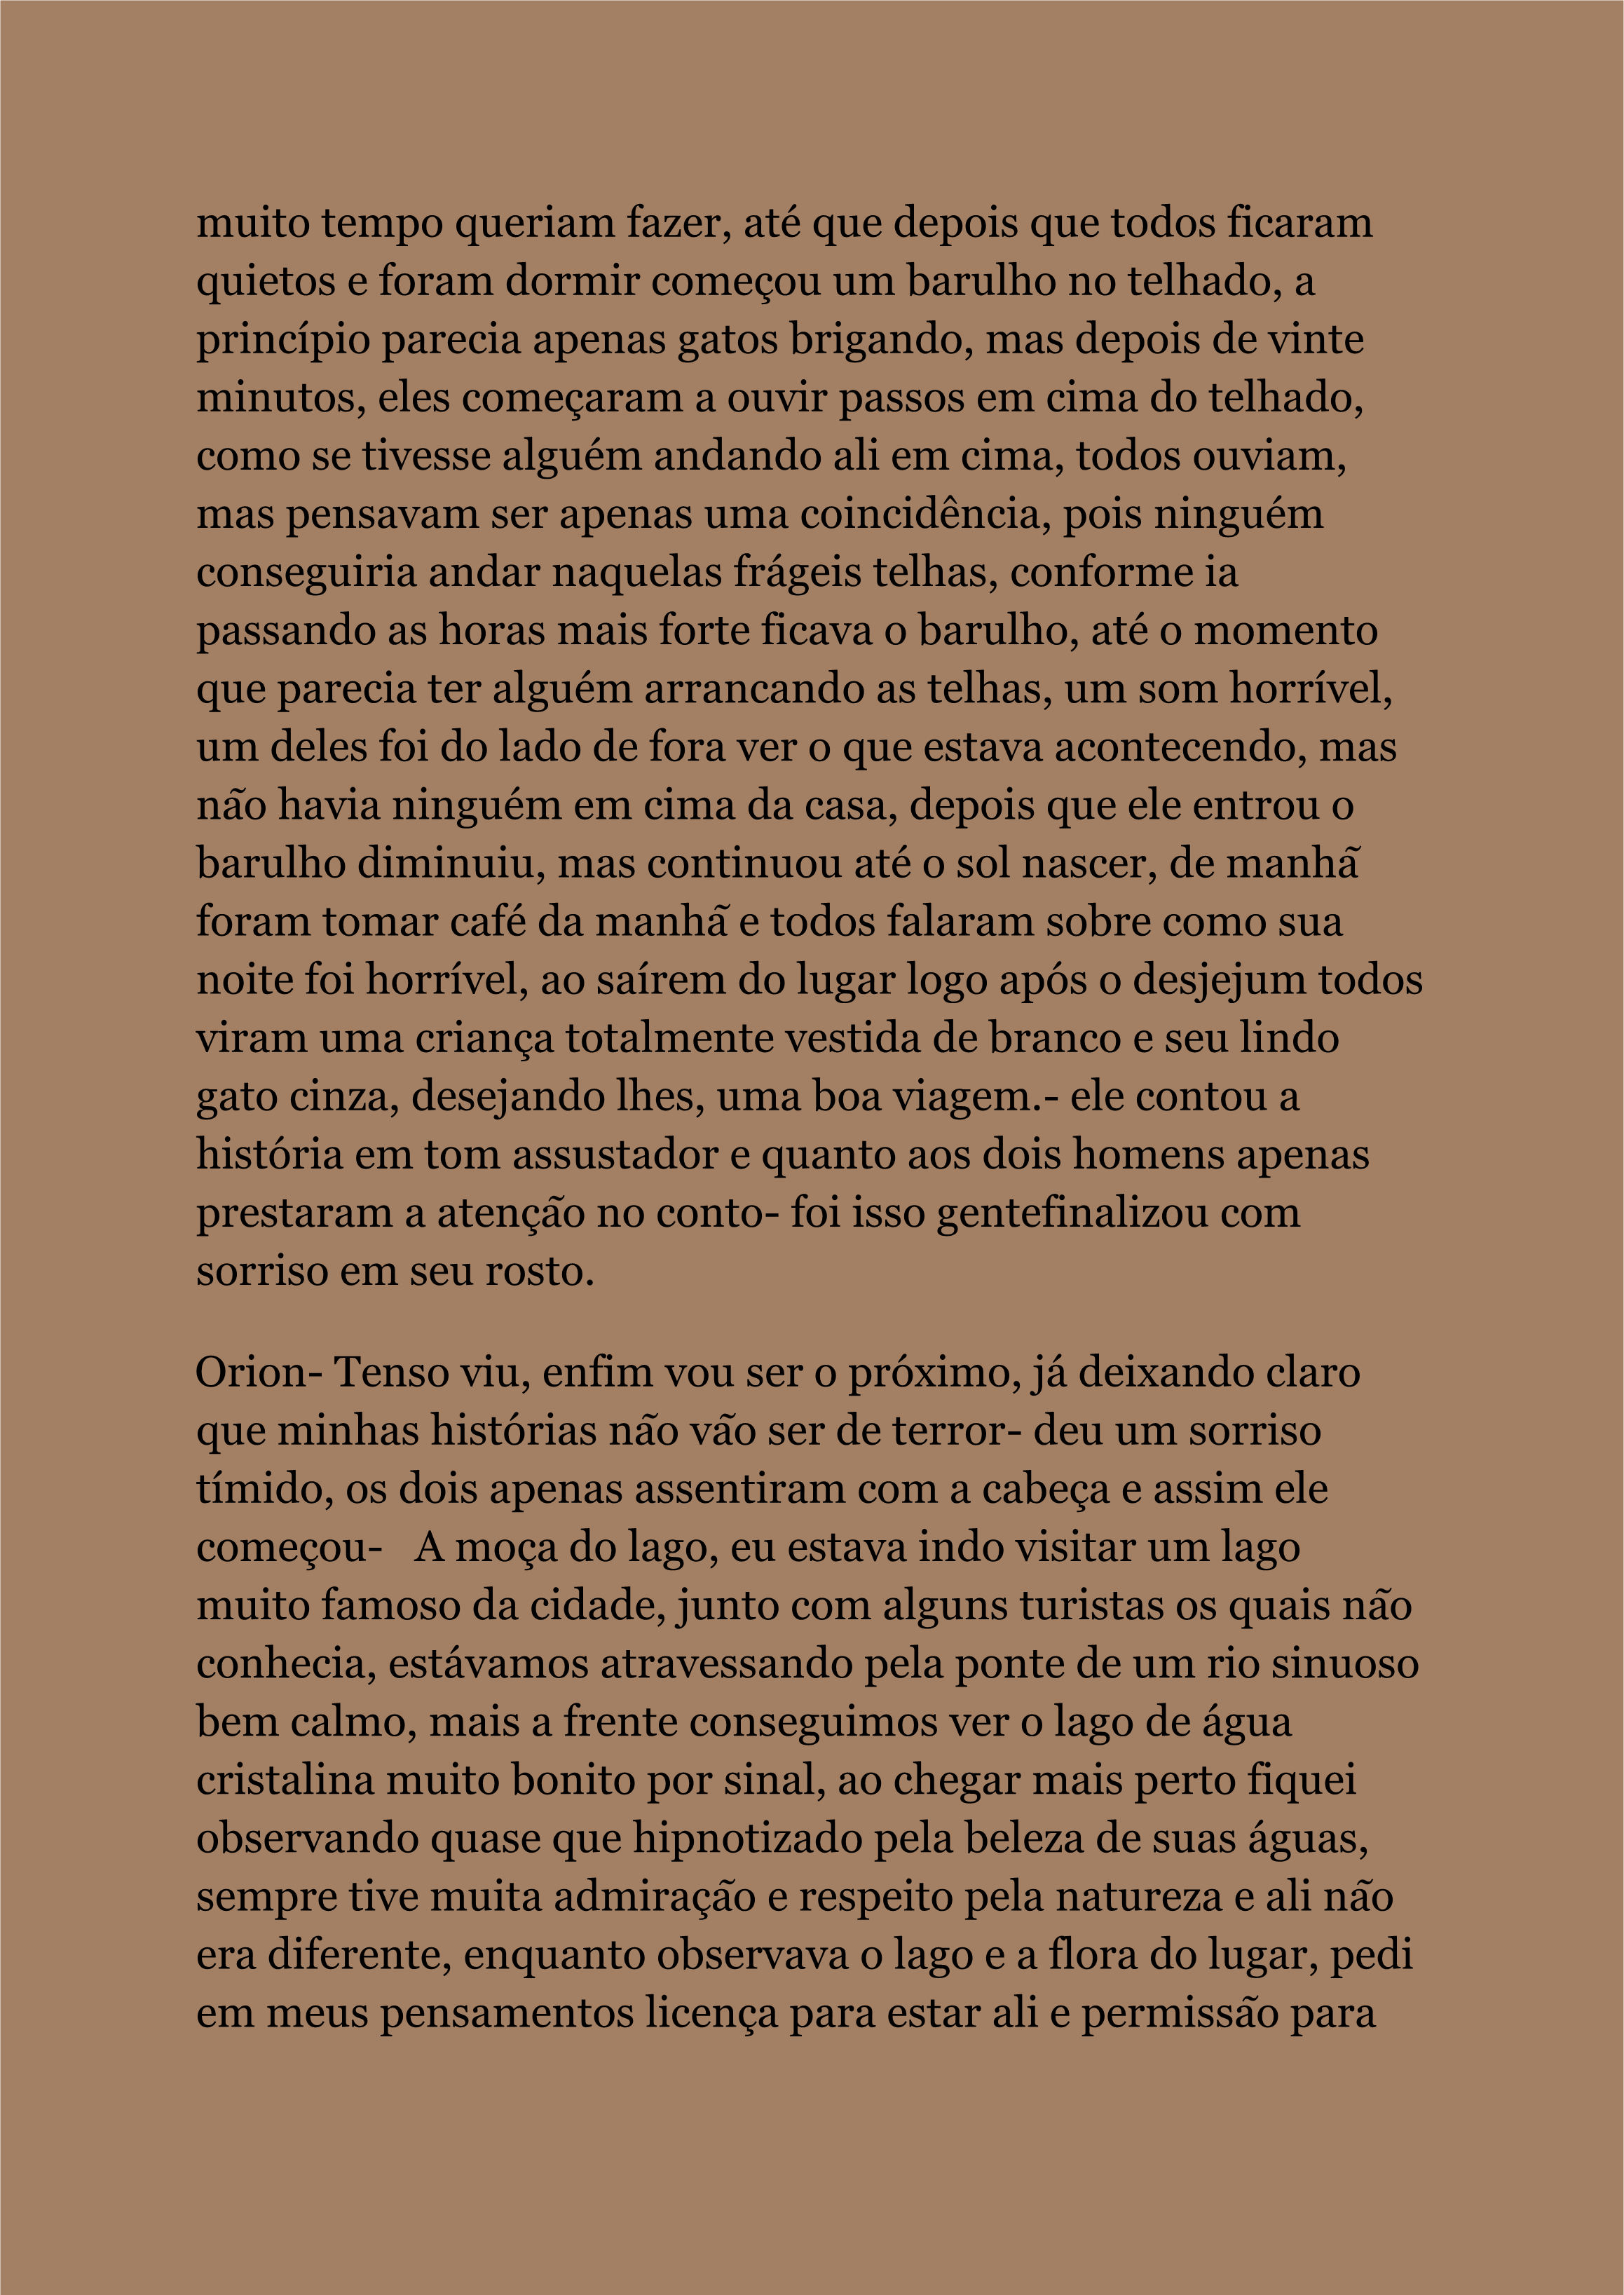 muito tempo queriam fazer, até que depois que todos ficaram
quietos e foram dormir começou um barulho no telhado, a
princípio parecia apenas gatos brigando, mas depois de vinte
minutos, eles começaram a ouvir passos em cima do telhado,
como se tivesse alguém andando ali em cima, todos ouviam,
mas pensavam ser apenas uma coincidência, pois ninguém
conseguiria andar naquelas frágeis telhas, conforme ia
passando as horas mais forte ficava o barulho, até o momento
que parecia ter alguém arrancando as telhas, um som horrível,
um deles foi do lado de fora ver o que estava acontecendo, mas
não havia ninguém em cima da casa, depois que ele entrou o
barulho diminuiu, mas continuou até o sol nascer, de manhã
foram tomar café da manhã e todos falaram sobre como sua
noite foi horrível, ao saírem do lugar logo após o desjejum todos
viram uma criança totalmente vestida de branco e seu lindo
gato cinza, desejando lhes, uma boa viagem.- ele contou a
história em tom assustador e quanto aos dois homens apenas
prestaram a atenção no conto- foi isso gentefinalizou com
sorriso em seu rosto.
Orion- Tenso viu, enfim vou ser o próximo, já deixando claro
que minhas histórias não vão ser de terror- deu um sorriso
tímido, os dois apenas assentiram com a cabeça e assim ele
começou-   A moça do lago, eu estava indo visitar um lago
muito famoso da cidade, junto com alguns turistas os quais não
conhecia, estávamos atravessando pela ponte de um rio sinuoso
bem calmo, mais a frente conseguimos ver o lago de água
cristalina muito bonito por sinal, ao chegar mais perto fiquei
observando quase que hipnotizado pela beleza de suas águas,
sempre tive muita admiração e respeito pela natureza e ali não
era diferente, enquanto observava o lago e a flora do lugar, pedi
em meus pensamentos licença para estar ali e permissão para